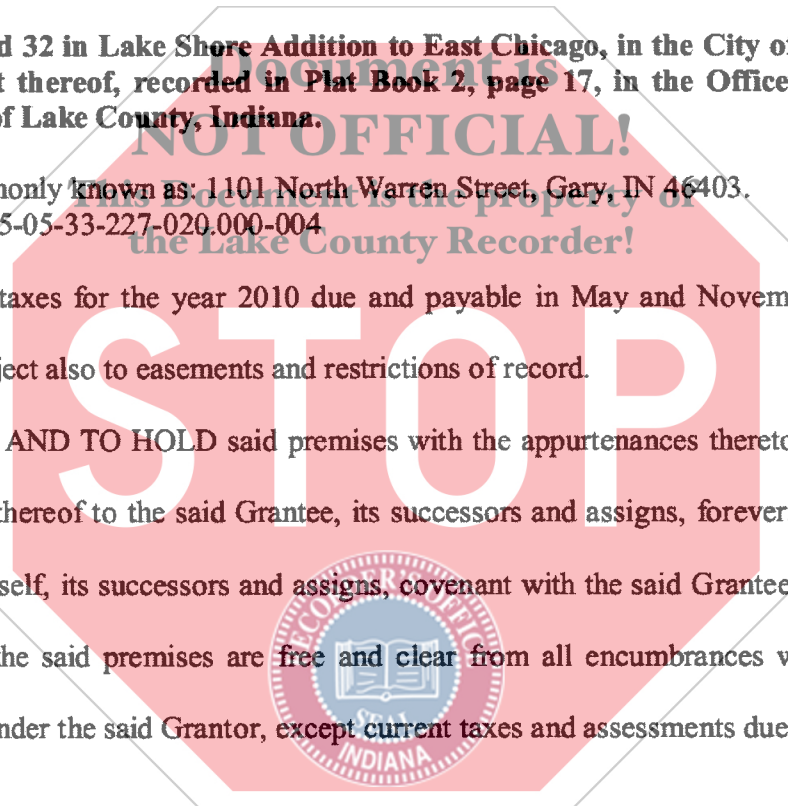 d 32 in Lake Shore Addition to East Chicago, in the City of
t thereof, recorded in Plat Book 2, page 17, in the Office
Document is
of Lake County, Indiana.
NOT OFFICIAL!
monly known as: 1101 North Warren Street, Gary, IN 46403.
This Document is the property of
5-05-33-227-020.000-004
the Lake County Recorder!
taxes for the year 2010 due and payable in May and Novem
ject also to easements and restrictions of record.
STOP
AND TO HOLD said premises with the appurtenances thereto
thereof to the said Grantee, its successors and assigns, forever
self, its successors and assigns, covenant with the said Grantee
RECORDER'S OFFICE
the said premises are free and clear from all encumbrances w
SEAL
nder the said Grantor, except current taxes and assessments due
INDIANA